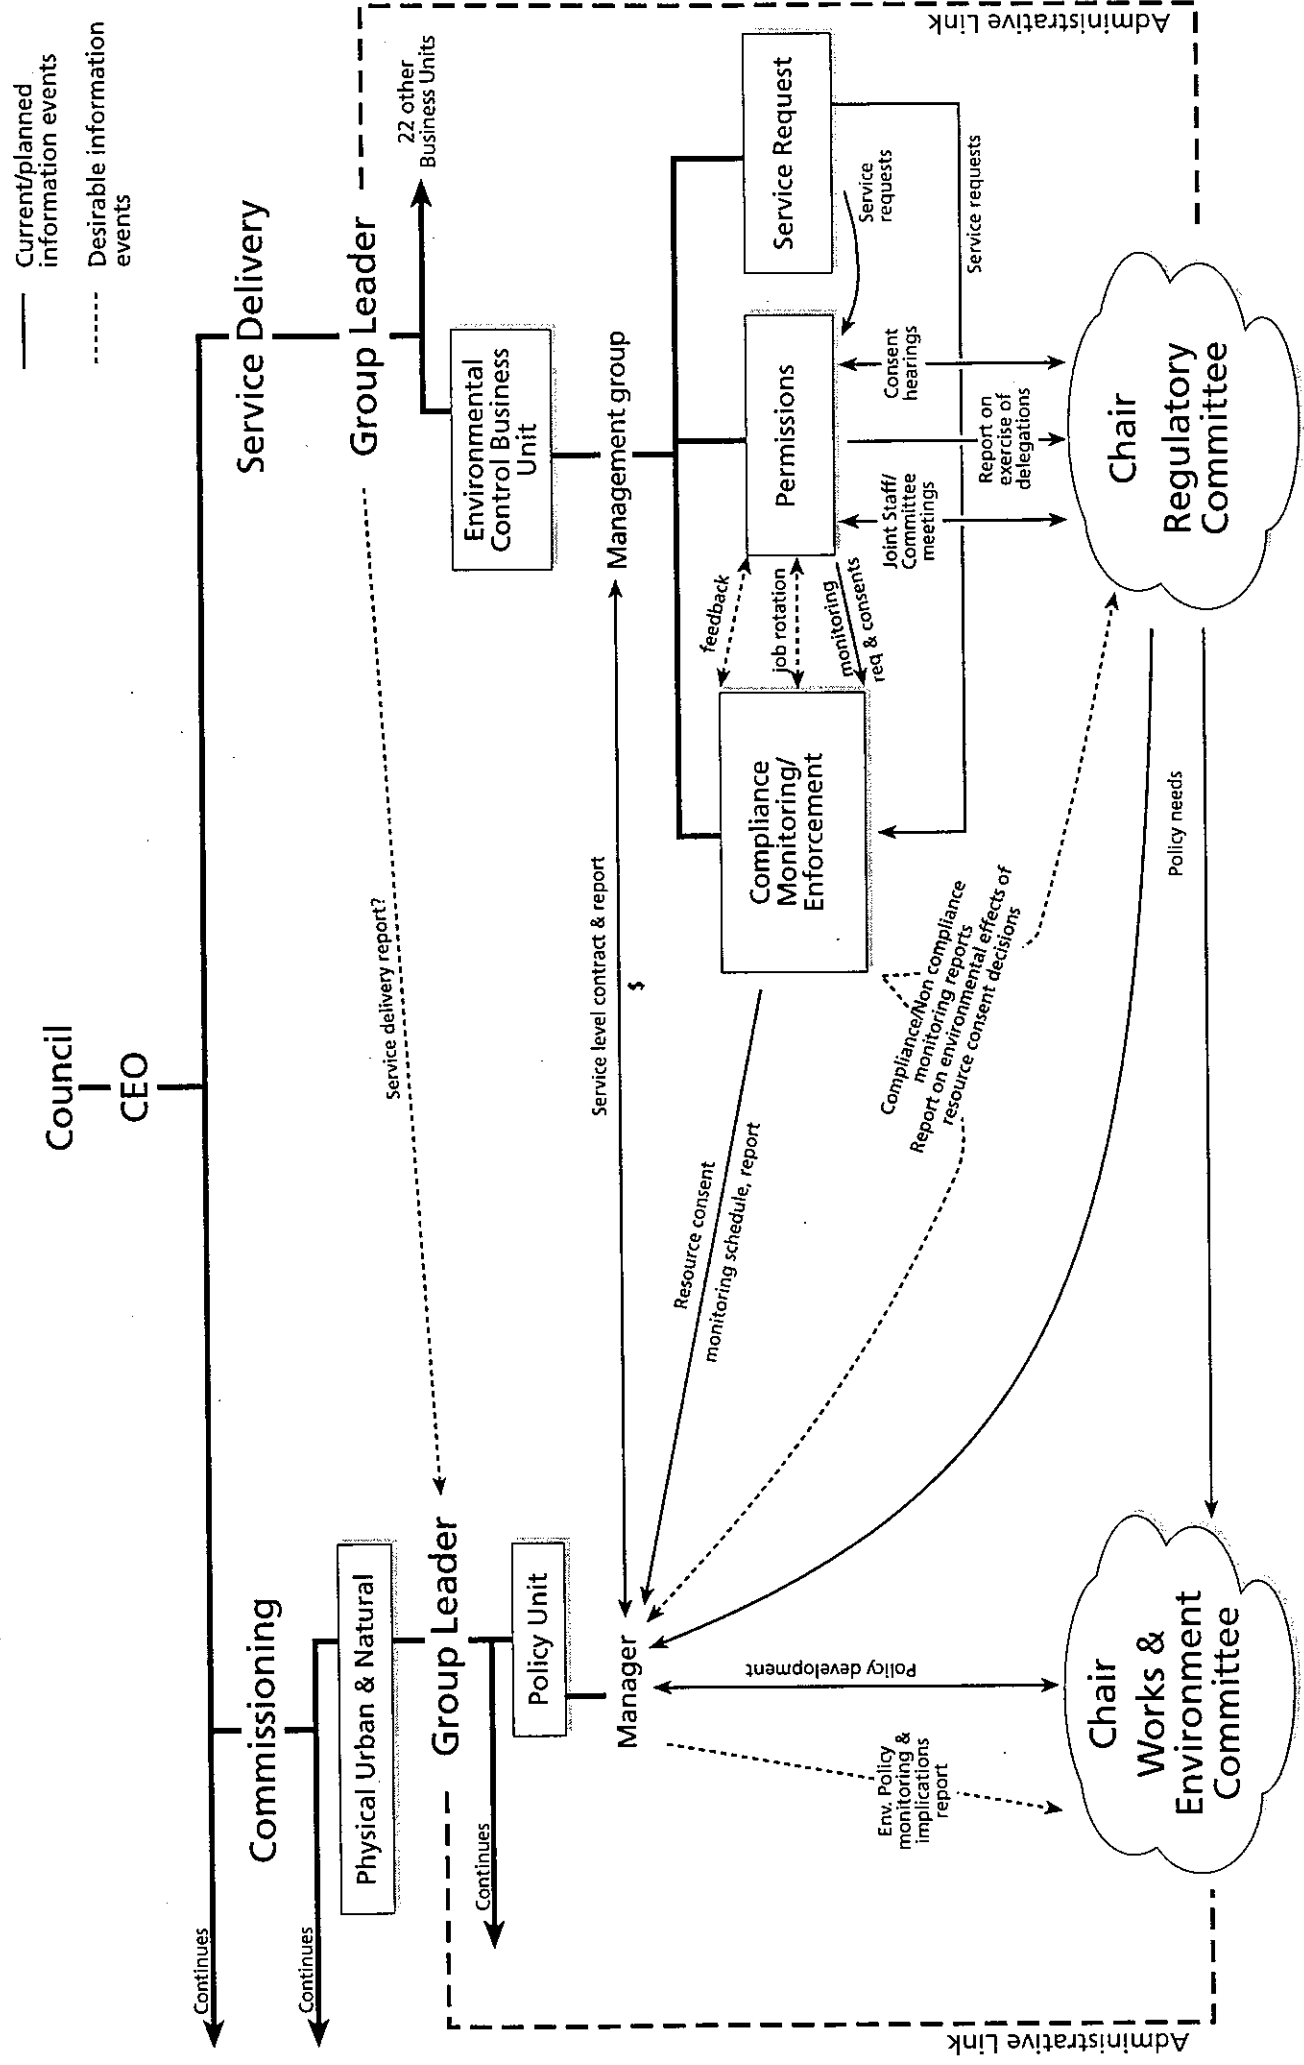 Current/planned
information events
Desirable information
events
Council
CEO
Continues
Commissioning
Service Delivery
Continues
Physical Urban & Natural
Group Leader
Group Leader
22 other
Business Units
Service delivery report?
Continues
Policy Unit
Environmental
Control Business
Unit
Manager
Service level contract & report
$
Management group
Resource consent
monitoring schedule, report
Compliance
Monitoring/
Enforcement
feedback
job rotation
monitoring
req & consents
Permissions
Service Request
Service
requests
Service requests
Policy development
Env. Policy
monitoring &
implications
report
Compliance/Non compliance
monitoring reports
Report on environmental effects of
resource consent decisions
Joint Staff/
Committee
meetings
Report on
exercise of
delegations
Consent
hearings
Policy needs
Chair
Works &
Environment
Committee
Chair
Regulatory
Committee
Administrative Link
Administrative Link